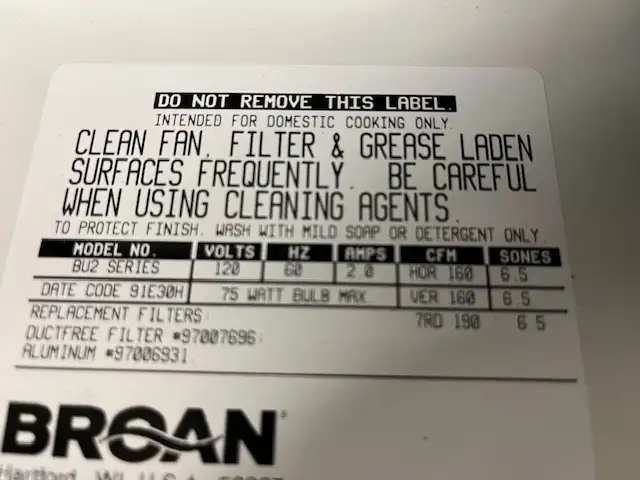 DO NOT REMOVE THIS LABEL.
INTENDED FOR DOMESTIC COOKING ONLY.
CLEAN FAN, FILTER & GREASE LADEN
SURFACES FREQUENTLY. BE CAREFUL
WHEN USING CLEANING AGENTS.
TO PROTECT FINISH. WASH WITH MILD SOAP OR DETERGENT ONLY.
MODEL NO. VOLTS HZ AMPS CFM SONES
BU2 SERIES 120 60 2.0 HOR 160 6.5
DATE CODE 91E30H 75 WATT BULB MAX. VER 160 6.5
REPLACEMENT FILTERS: 7RD 190 6.5
DUCTFREE FILTER #97007696
ALUMINUM #97006931
BROAN®
Hartford, WI, U.S.A.